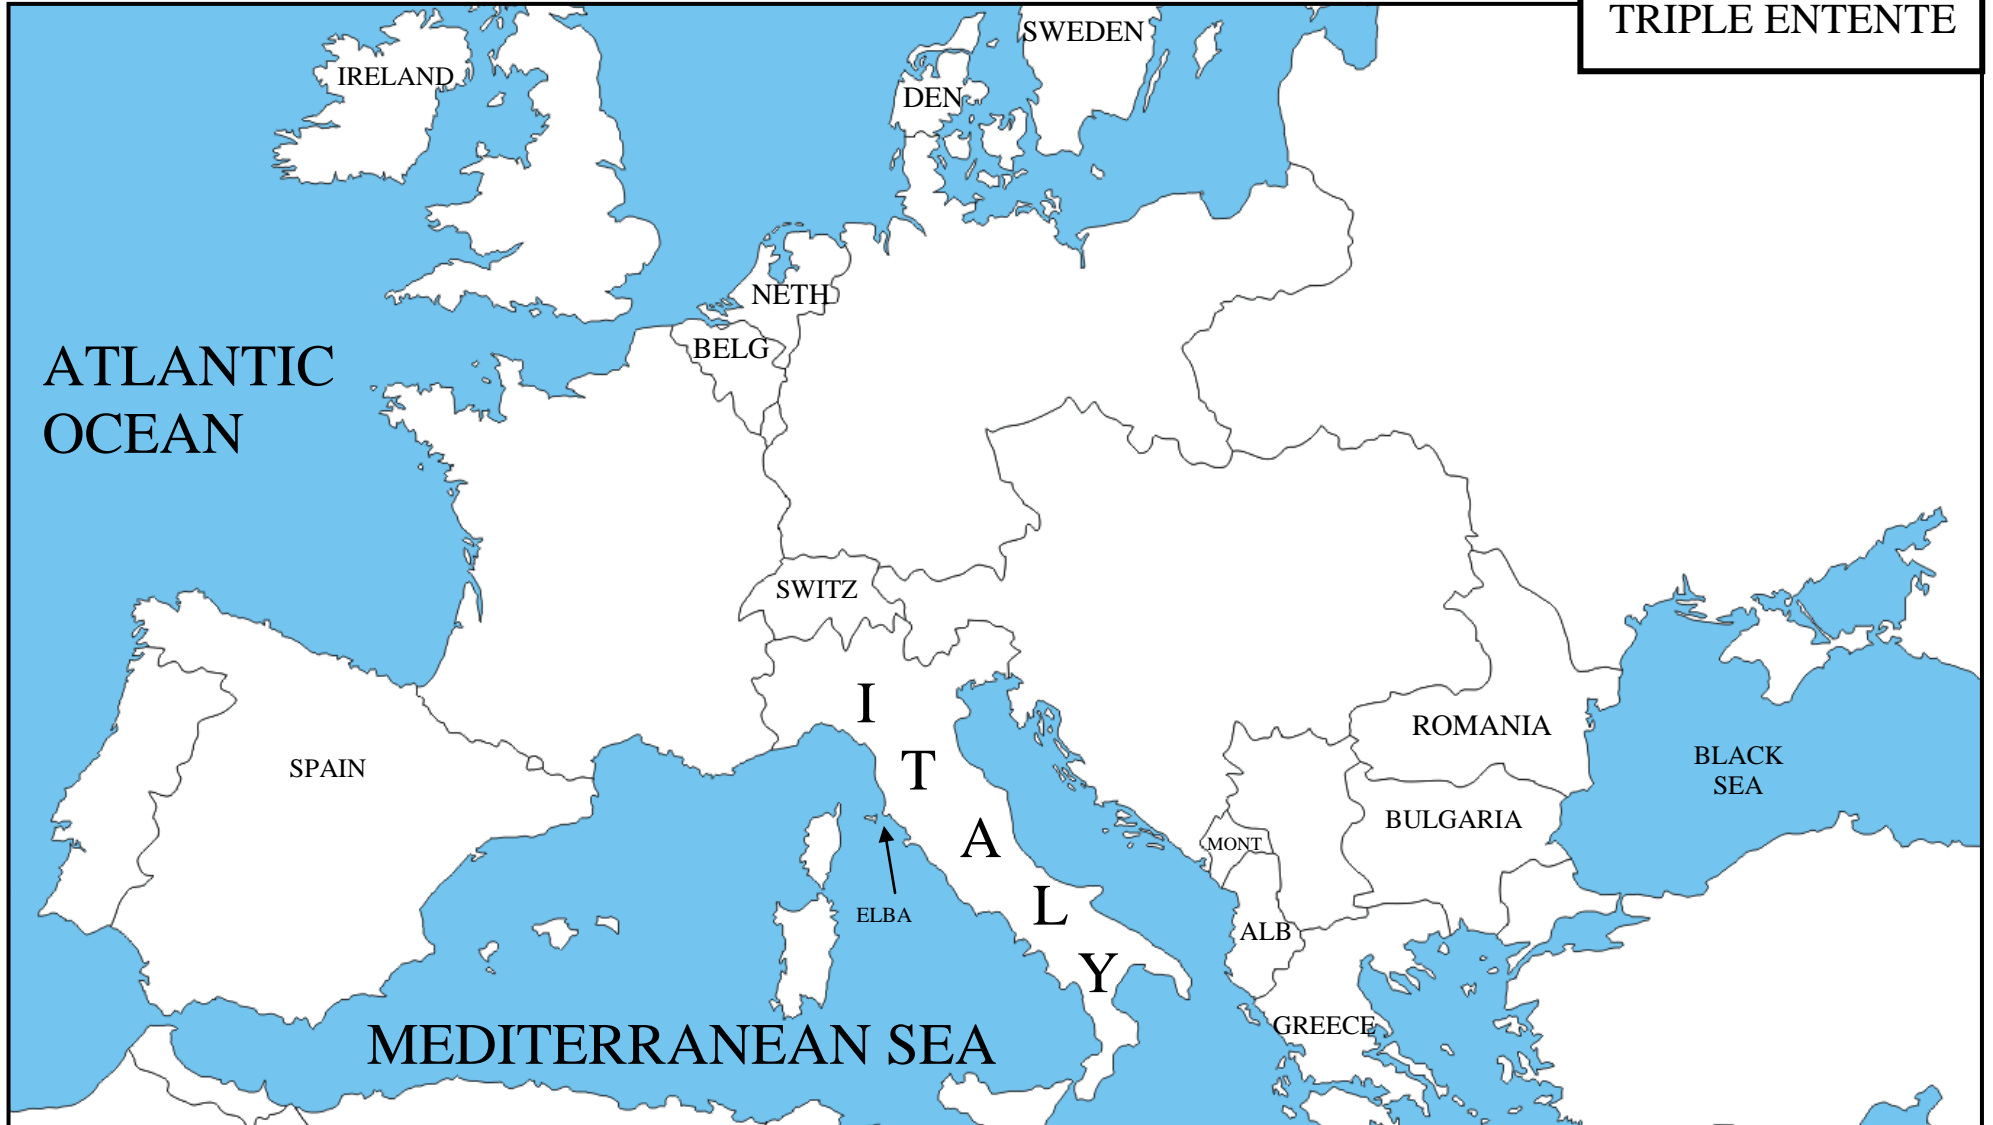 TRIPLE ENTENTE
SWEDEN
IRELAND
DEN
NETH
BELG
ATLANTIC
OCEAN
SWITZ
I
T
A
L
Y
ROMANIA
SPAIN
BLACK
SEA
BULGARIA
MONT
ELBA
ALB
GREECE
MEDITERRANEAN SEA